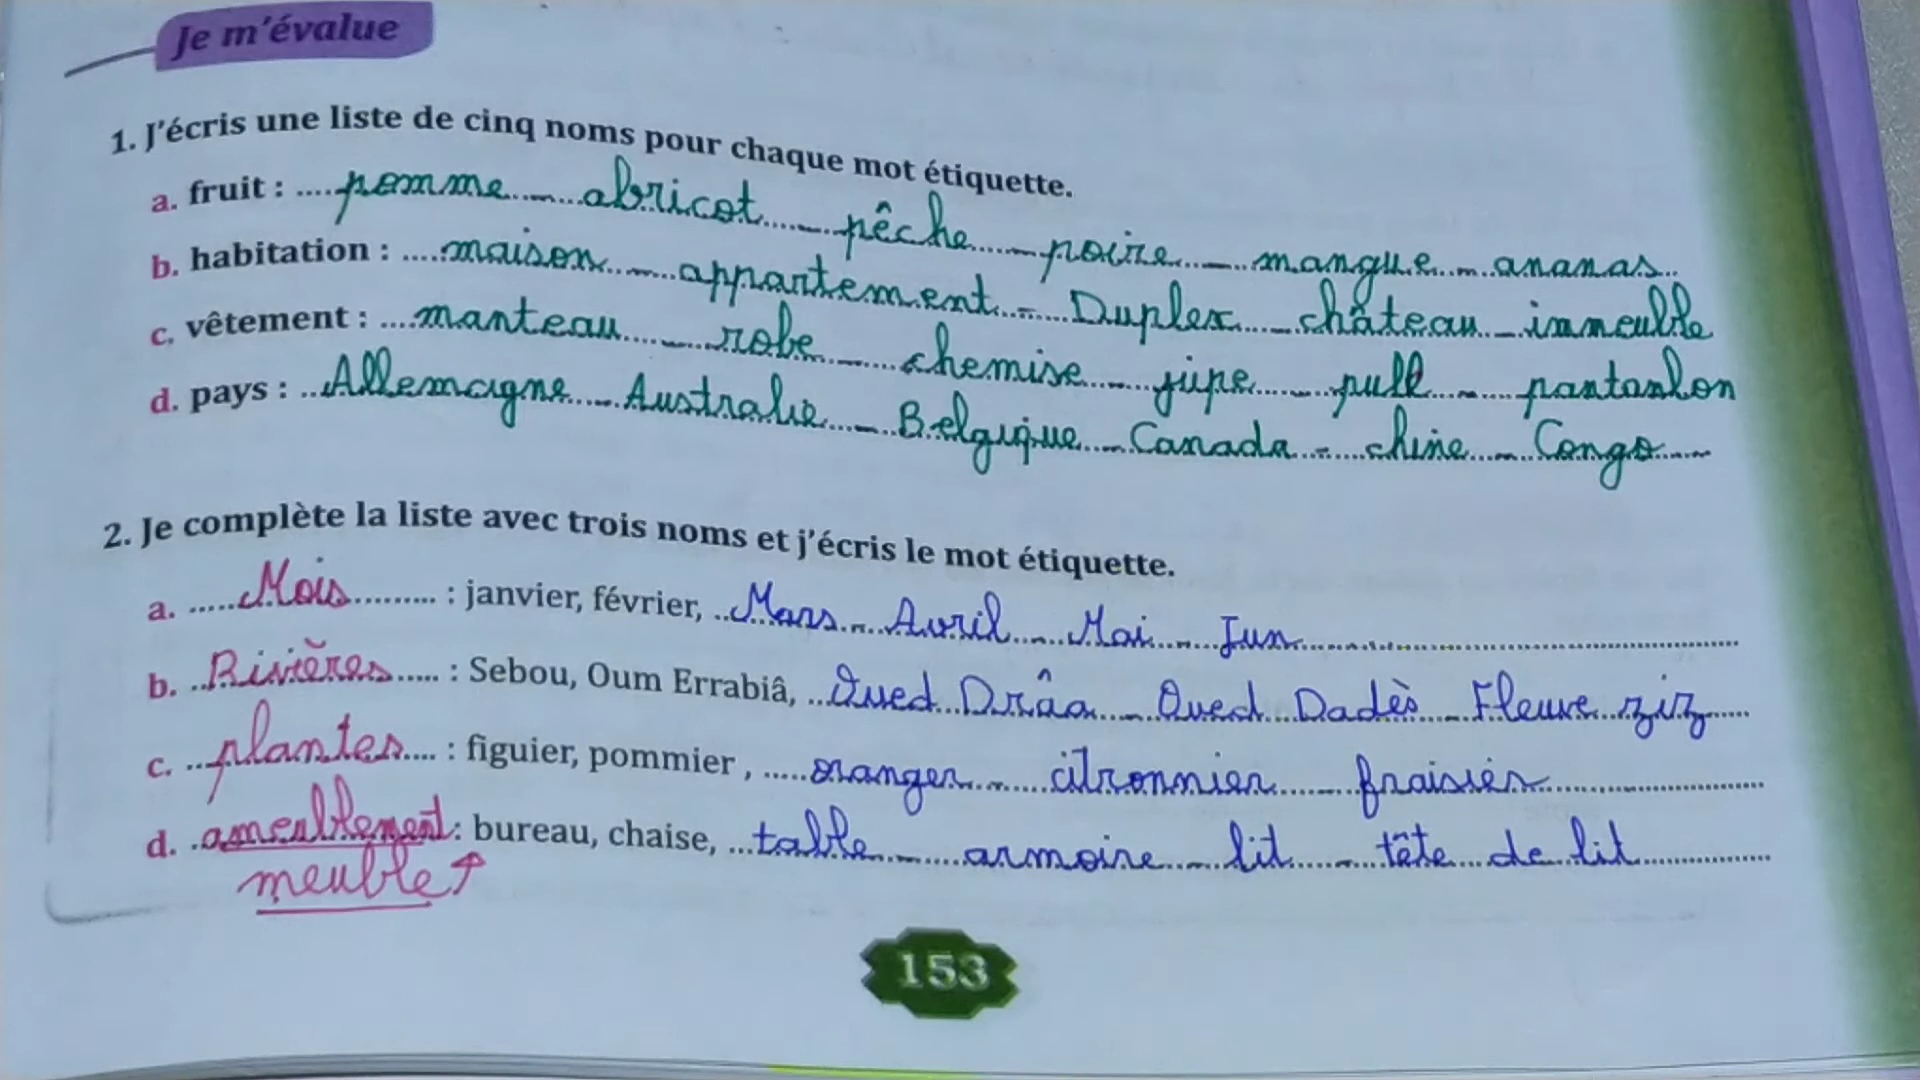 Je m'évalue
1. J'écris une liste de cinq noms pour chaque mot étiquette.
a. fruit : .... pomme - abricot - pêche - poire - mangue - ananas
b. habitation : .... maison - appartement - Duplex - château - immeuble
c. vêtement : .... manteau - robe - chemise - jupe - pull - pantanlon
d. pays : .. Allemagne - Australie - Belgique - Canada - chine - Congo -
2. Je complète la liste avec trois noms et j'écris le mot étiquette.
a. ..... Mois ......... : janvier, février, .. Mars - Avril - Mai - Jun
b. .. Rivières ..... : Sebou, Oum Errabiâ, ... Oued Drâa - Oued Dadès - Fleuve ziz
c. .. plantes .... : figuier, pommier , ..... oranger - citronnier - fraisier
d. . ameublement : bureau, chaise, ... table - armoire - lit - tête de lit
meuble ↑
153